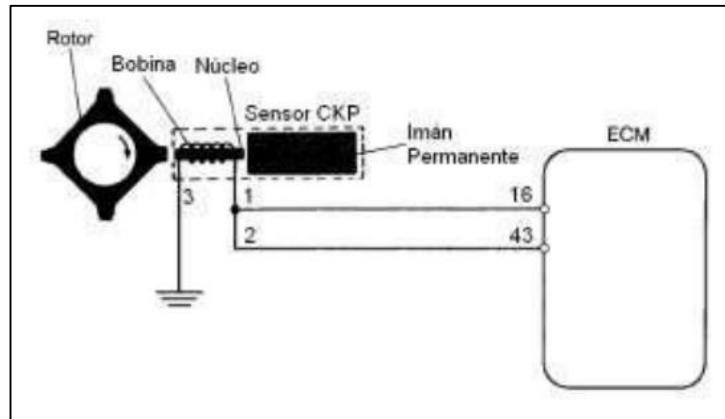 Rotor
Bobina Núcleo
Sensor CKP
Imán
Permanente
ECM
3 1 16
2 43